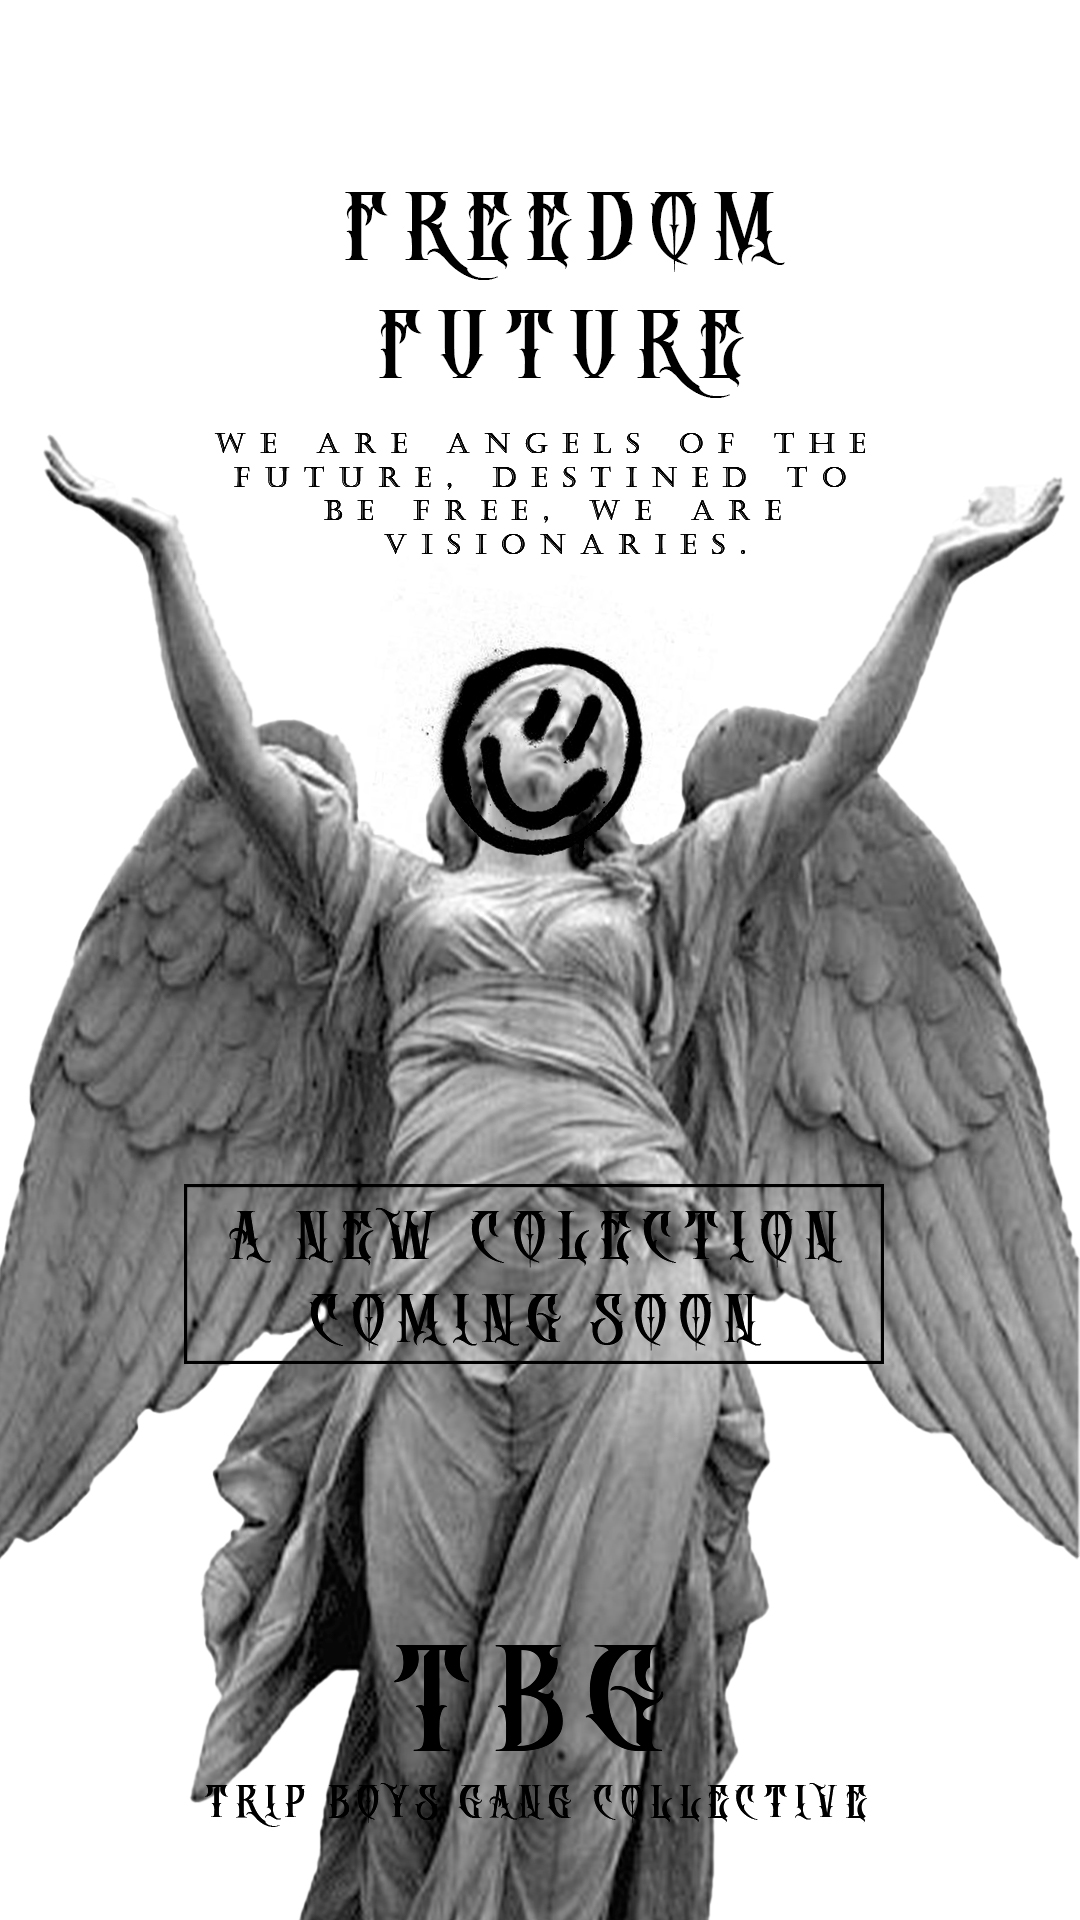 FREEDOM
FUTURE
WE ARE ANGELS OF THE
FUTURE, DESTINED TO
BE FREE, WE ARE
VISIONARIES.
A NEW COLECTION
COMING SOON
TBG
TRIP BOYS GANG COLLECTIVE